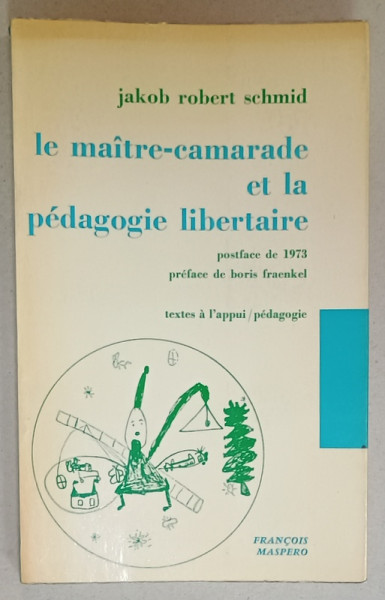 jakob robert schmid
le maître-camarade
et la
pédagogie libertaire
postface de 1973
préface de boris fraenkel
textes à l'appui/pédagogie
FRANÇOIS
MASPERO